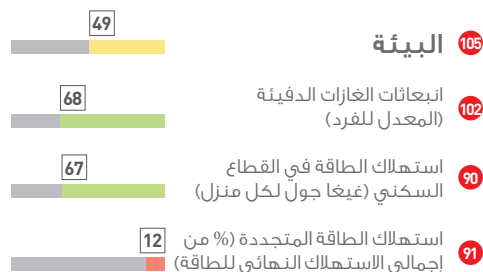 105 البيئة 49
102 انبعاثات الغازات الدفيئة
(المعدل للفرد) 68
90 استهلاك الطاقة في القطاع
السكني (غيغا جول لكل منزل) 67
91 استهلاك الطاقة المتجددة (% من
إجمالي الاستهلاك النهائي للطاقة) 12